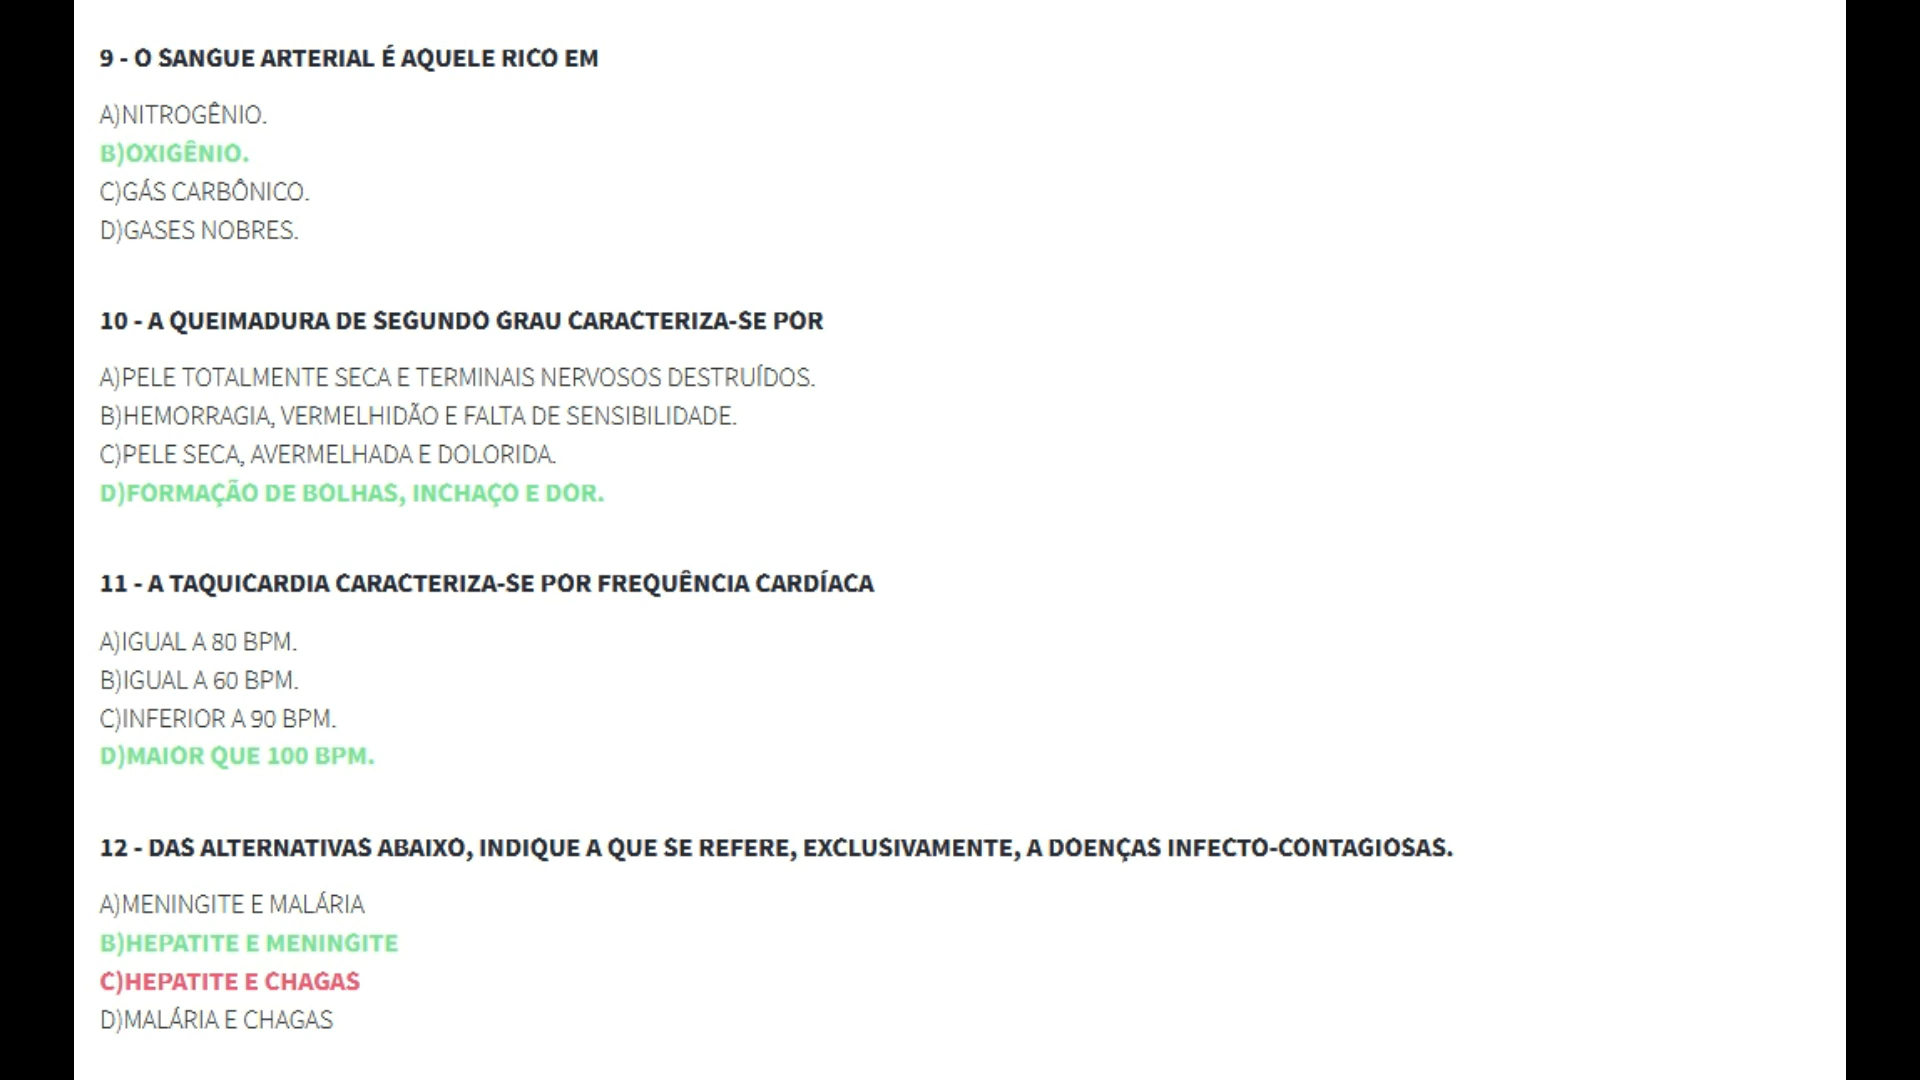 9 - O SANGUE ARTERIAL É AQUELE RICO EM
A)NITROGÊNIO.
B)OXIGÊNIO.
C)GÁS CARBÔNICO.
D)GASES NOBRES.
10 - A QUEIMADURA DE SEGUNDO GRAU CARACTERIZA-SE POR
A)PELE TOTALMENTE SECA E TERMINAIS NERVOSOS DESTRUÍDOS.
B)HEMORRAGIA, VERMELHIDÃO E FALTA DE SENSIBILIDADE.
C)PELE SECA, AVERMELHADA E DOLORIDA.
D)FORMAÇÃO DE BOLHAS, INCHAÇO E DOR.
11 - A TAQUICARDIA CARACTERIZA-SE POR FREQUÊNCIA CARDÍACA
A)IGUAL A 80 BPM.
B)IGUAL A 60 BPM.
C)INFERIOR A 90 BPM.
D)MAIOR QUE 100 BPM.
12 - DAS ALTERNATIVAS ABAIXO, INDIQUE A QUE SE REFERE, EXCLUSIVAMENTE, A DOENÇAS INFECTO-CONTAGIOSAS.
A)MENINGITE E MALÁRIA
B)HEPATITE E MENINGITE
C)HEPATITE E CHAGAS
D)MALÁRIA E CHAGAS